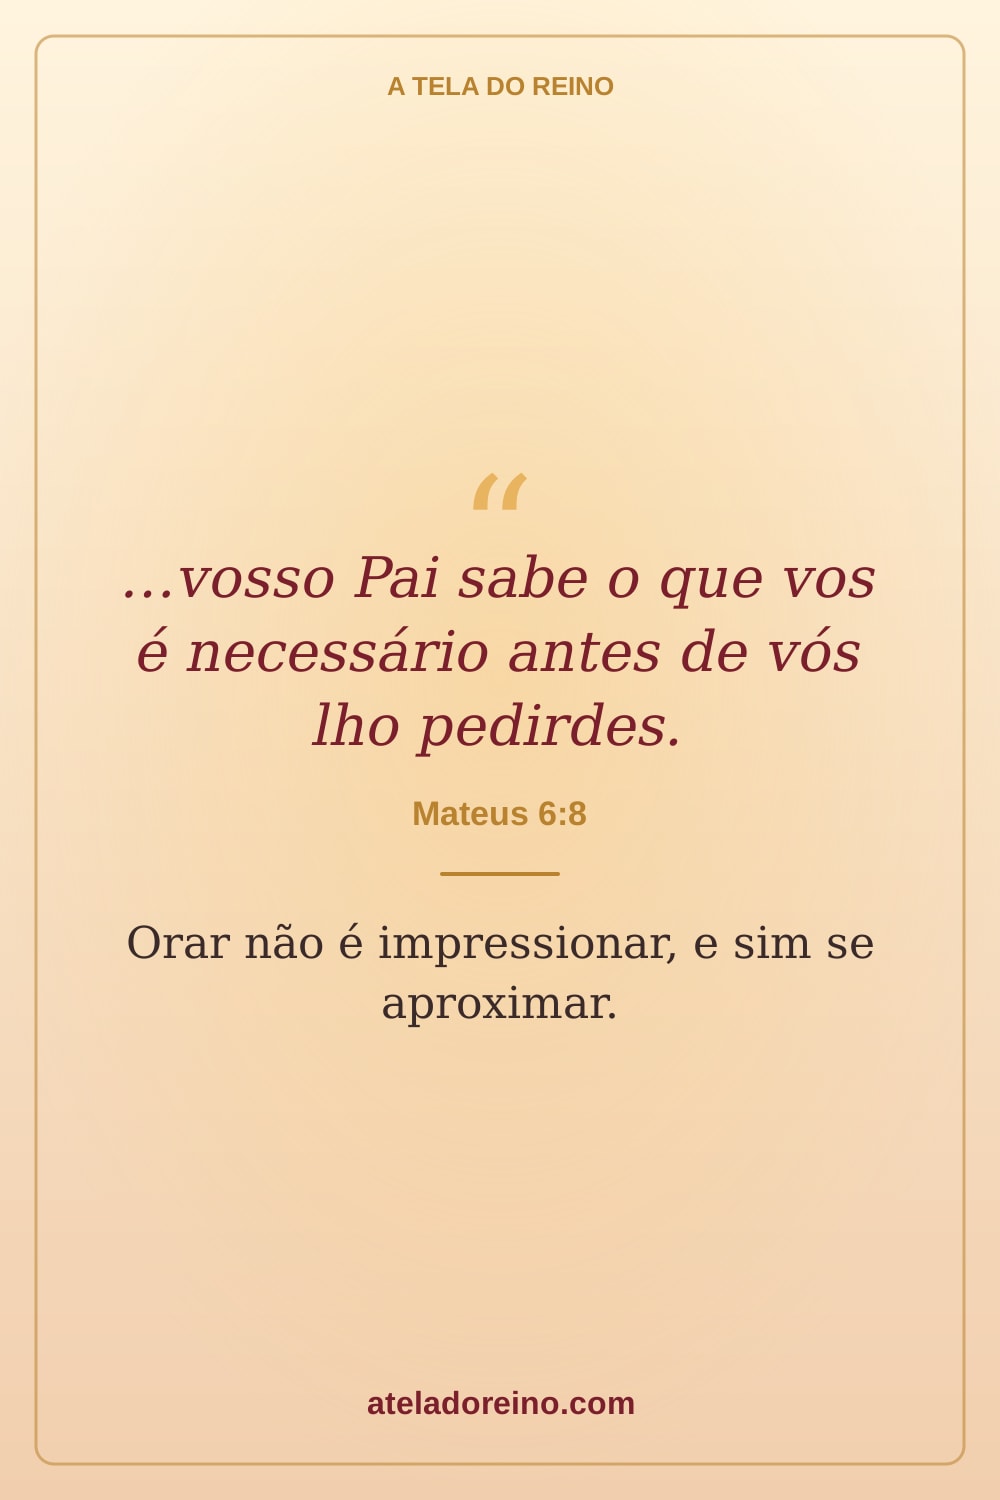 A TELA DO REINO
“
...vosso Pai sabe o que vos
é necessário antes de vós
lho pedirdes.
Mateus 6:8
Orar não é impressionar, e sim se
aproximar.
ateladoreino.com